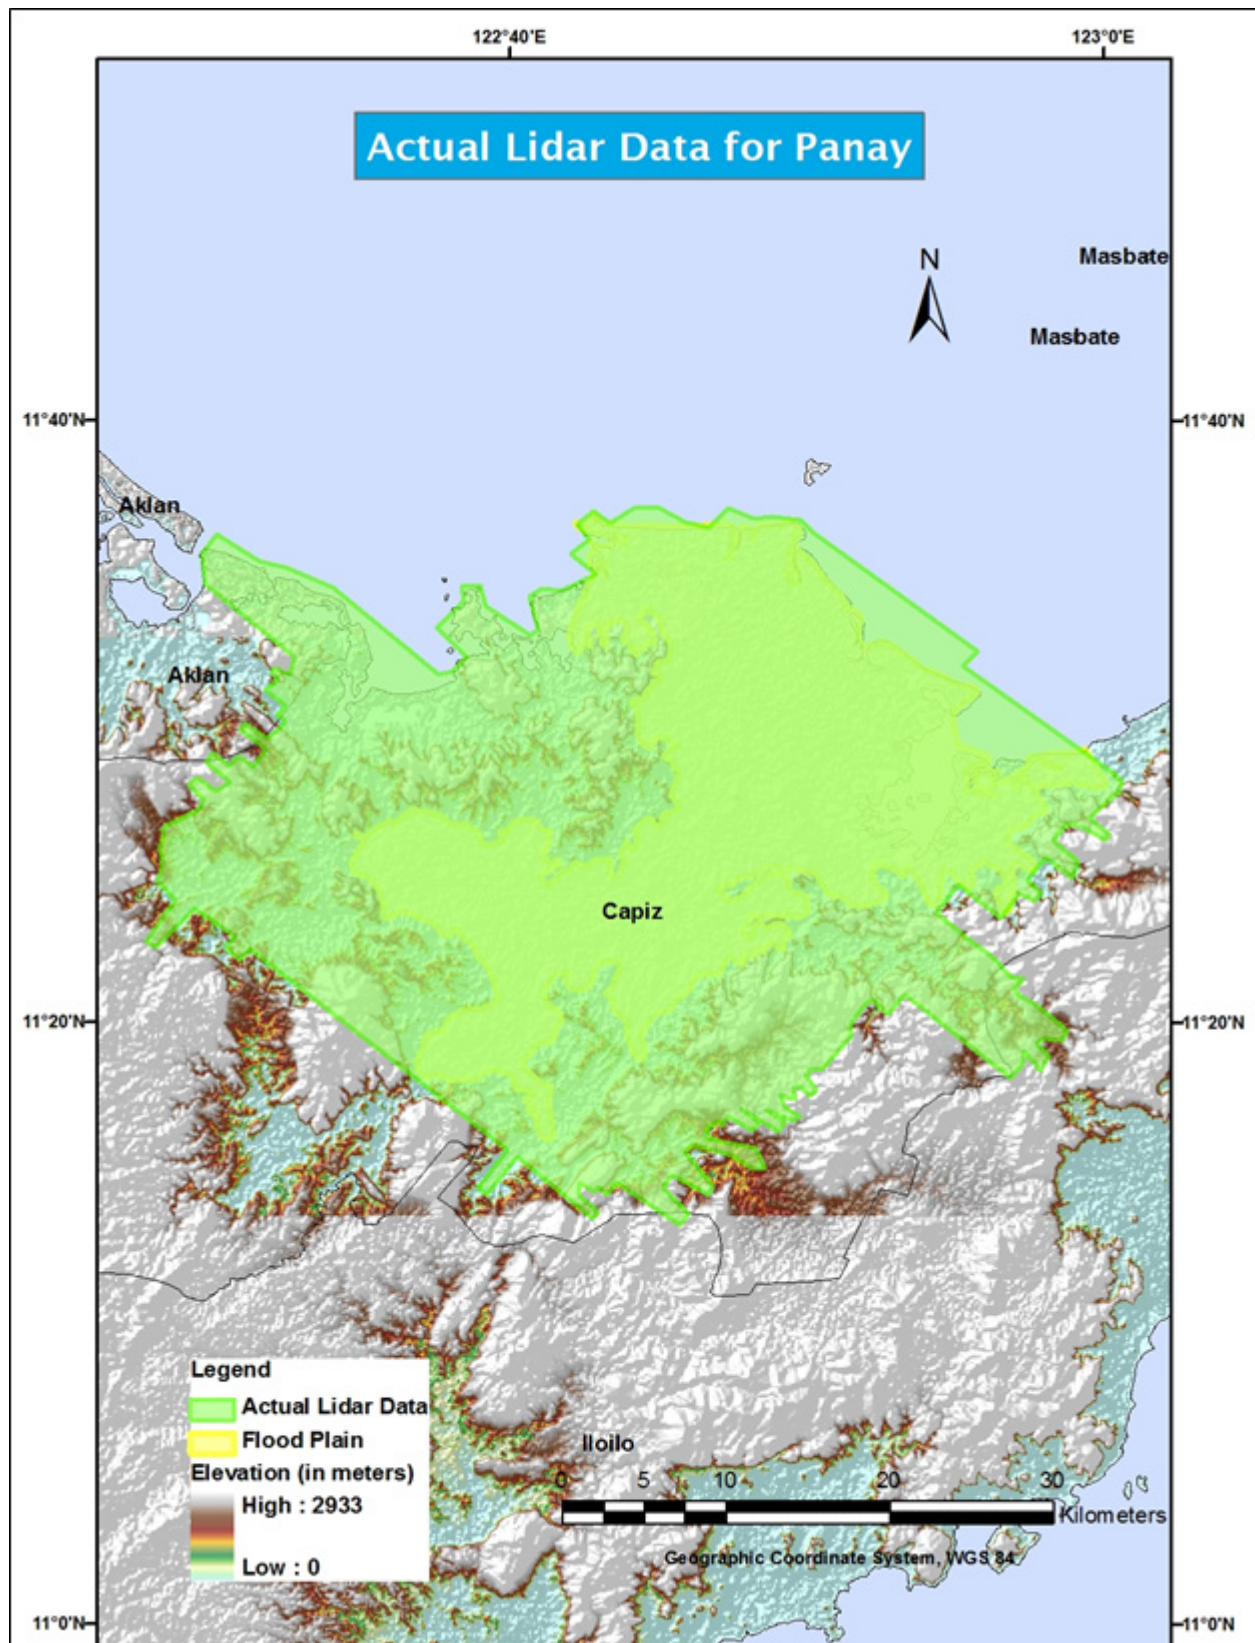 122°40'E
123°0'E
Actual Lidar Data for Panay
N
Masbate
Masbate
11°40'N
11°40'N
Aklan
Aklan
Capiz
11°20'N
11°20'N
Legend
Actual Lidar Data
Flood Plain
Elevation (in meters)
High : 2933
Low : 0
Iloilo
0 5 10 20 30
Kilometers
Geographic Coordinate System, WGS 84
11°0'N
11°0'N